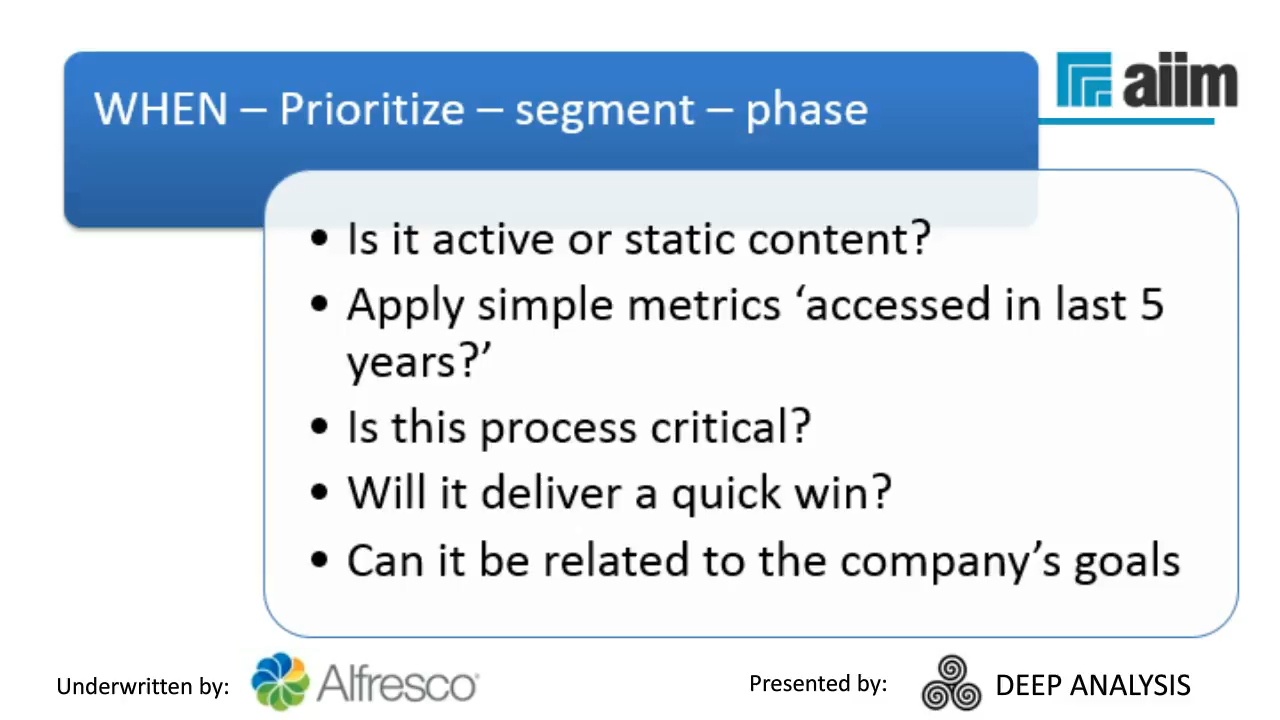 WHEN – Prioritize – segment – phase
aiim
• Is it active or static content?
• Apply simple metrics ‘accessed in last 5
years?’
• Is this process critical?
• Will it deliver a quick win?
• Can it be related to the company’s goals
Underwritten by:
Alfresco
Presented by:
DEEP ANALYSIS